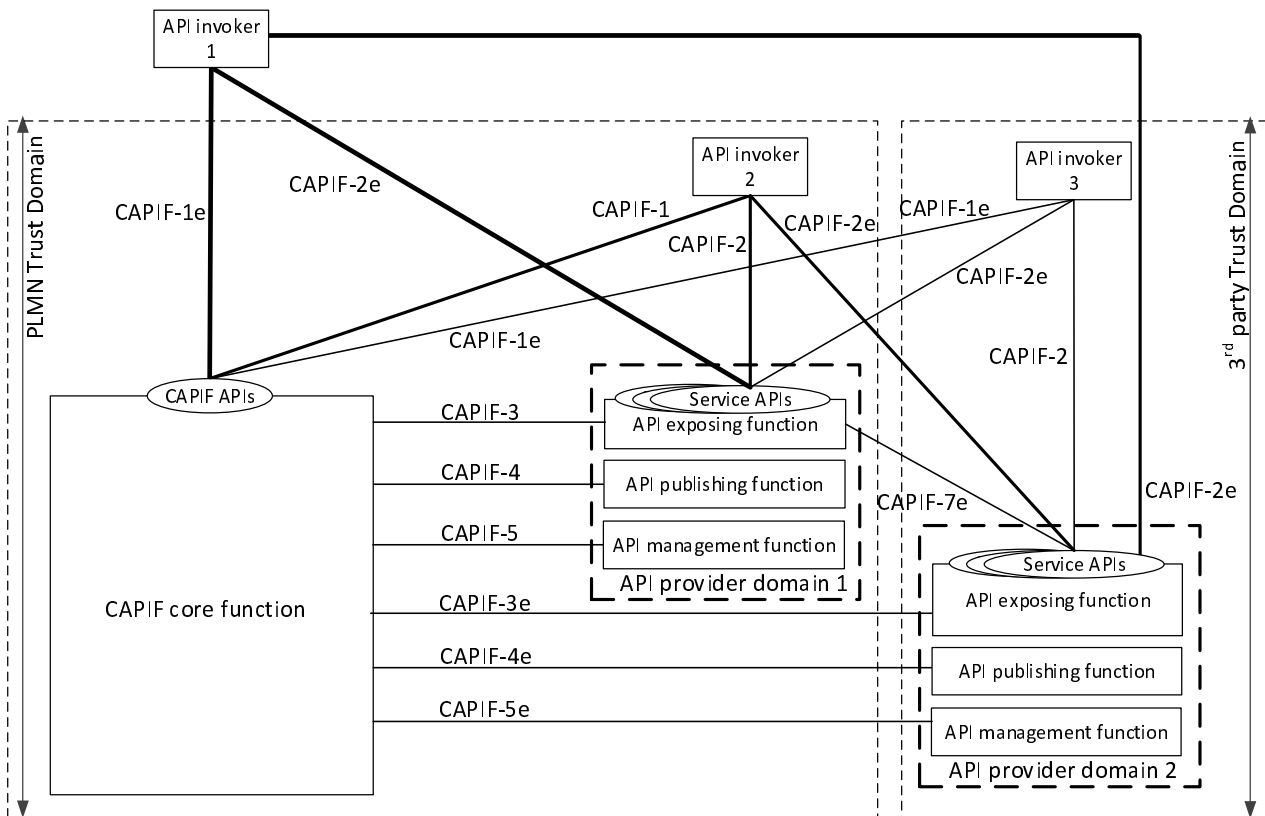 API invoker
1
PLMN Trust Domain
3rd party Trust Domain
API invoker
2
API invoker
3
CAPIF-1e
CAPIF-2e
CAPIF-1
CAPIF-2
CAPIF-2e
CAPIF-1e
CAPIF-2e
CAPIF-1e
CAPIF-2
CAPIF APIs
Service APIs
API exposing function
CAPIF-3
CAPIF-4
API publishing function
CAPIF-7e
CAPIF-2e
CAPIF-5
API management function
API provider domain 1
Service APIs
API exposing function
CAPIF core function
CAPIF-3e
CAPIF-4e
API publishing function
CAPIF-5e
API management function
API provider domain 2